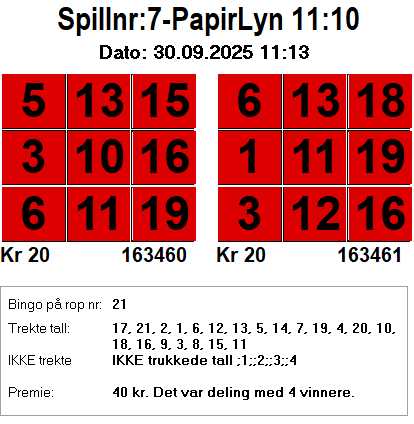 Spillnr:7-PapirLyn 11:10
Dato: 30.09.2025 11:13
5 13 15 6 13 18
3 10 16 1 11 19
6 11 19 3 12 16
Kr 20 163460 Kr 20 163461
Bingo på rop nr: 21
Trekte tall: 17, 21, 2, 1, 6, 12, 13, 5, 14, 7, 19, 4, 20, 10,
18, 16, 9, 3, 8, 15, 11
IKKE trekte IKKE trukkede tall ;1;;2;;3;;4
Premie: 40 kr. Det var deling med 4 vinnere.